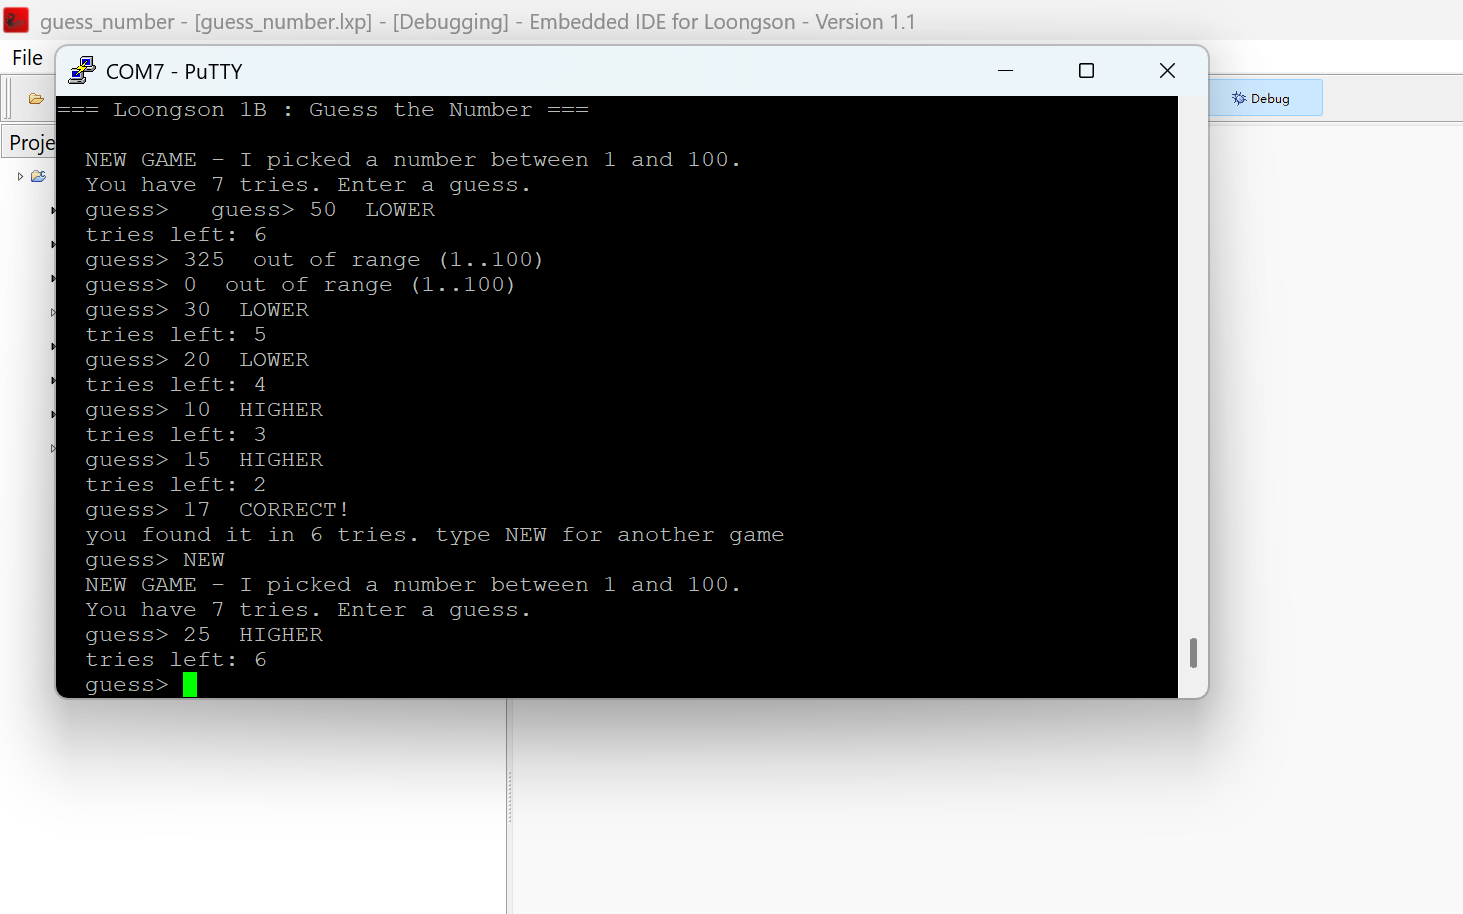 guess_number - [guess_number.lxp] - [Debugging] - Embedded IDE for Loongson - Version 1.1
File
COM7 - PuTTY
Debug
Proje
=== Loongson 1B : Guess the Number ===
NEW GAME - I picked a number between 1 and 100.
You have 7 tries. Enter a guess.
guess>   guess> 50  LOWER
tries left: 6
guess> 325  out of range (1..100)
guess> 0  out of range (1..100)
guess> 30  LOWER
tries left: 5
guess> 20  LOWER
tries left: 4
guess> 10  HIGHER
tries left: 3
guess> 15  HIGHER
tries left: 2
guess> 17  CORRECT!
you found it in 6 tries. type NEW for another game
guess> NEW
NEW GAME - I picked a number between 1 and 100.
You have 7 tries. Enter a guess.
guess> 25  HIGHER
tries left: 6
guess>